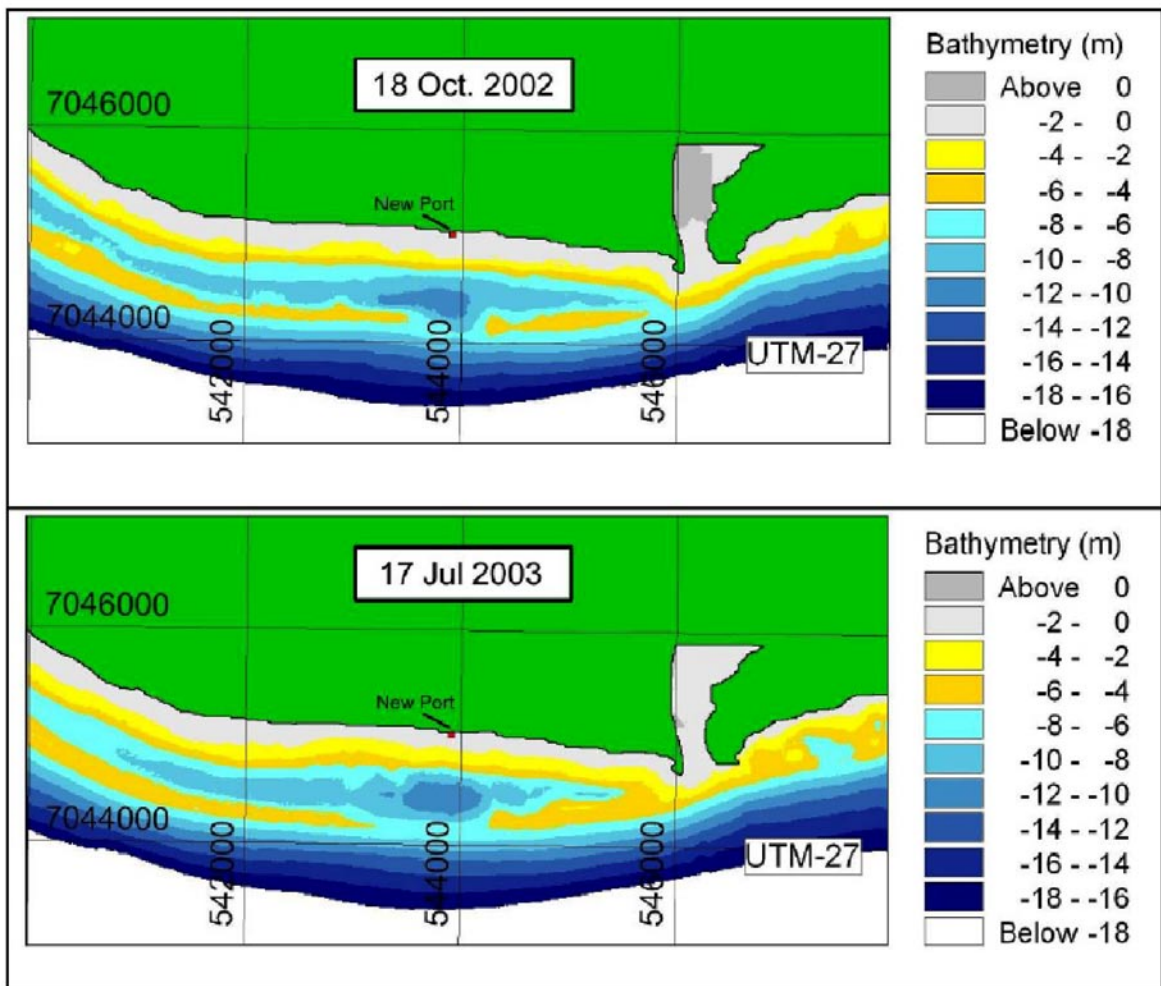 18 Oct. 2002
7046000
New Port
7044000
542000
544000
546000
UTM-27
Bathymetry (m)
Above 0
-2 - 0
-4 - -2
-6 - -4
-8 - -6
-10 - -8
-12 - -10
-14 - -12
-16 - -14
-18 - -16
Below -18
17 Jul 2003
7046000
New Port
7044000
542000
544000
546000
UTM-27
Bathymetry (m)
Above 0
-2 - 0
-4 - -2
-6 - -4
-8 - -6
-10 - -8
-12 - -10
-14 - -12
-16 - -14
-18 - -16
Below -18